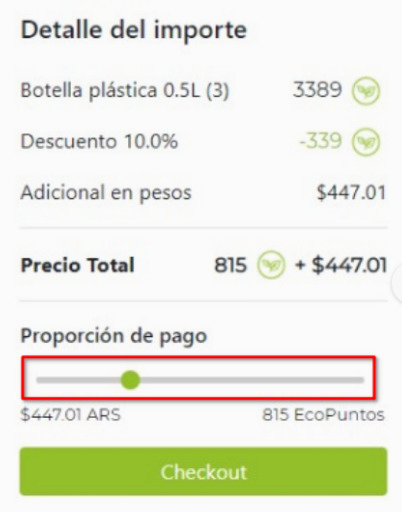 Detalle del importe
Botella plástica 0.5L (3) 3389
Descuento 10.0% -339
Adicional en pesos $447.01
Precio Total 815 + $447.01
Proporción de pago
$447.01 ARS 815 EcoPuntos
Checkout